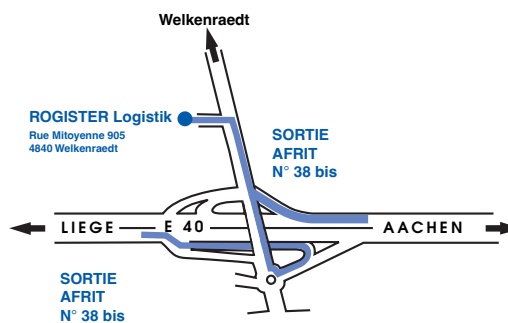 Welkenraedt
ROGISTER Logistik
Rue Mitoyenne 905
4840 Welkenraedt
SORTIE
AFRIT
N° 38 bis
LIEGE
E 40
AACHEN
SORTIE
AFRIT
N° 38 bis